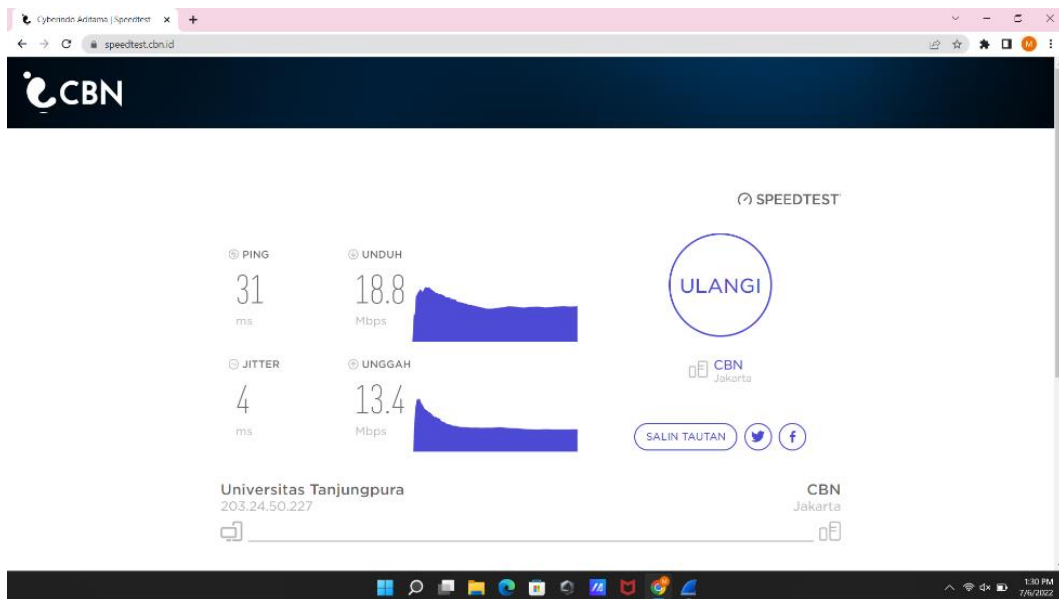 Cyberindo Aditama | Speedtest
speedtest.cbn.id
M
CBN
SPEEDTEST
PING
31
ms
UNDUH
18.8
Mbps
ULANGI
JITTER
4
ms
UNGGAH
13.4
Mbps
CBN
Jakarta
SALIN TAUTAN
Universitas Tanjungpura
203.24.50.227
CBN
Jakarta
1:30 PM
7/6/2022